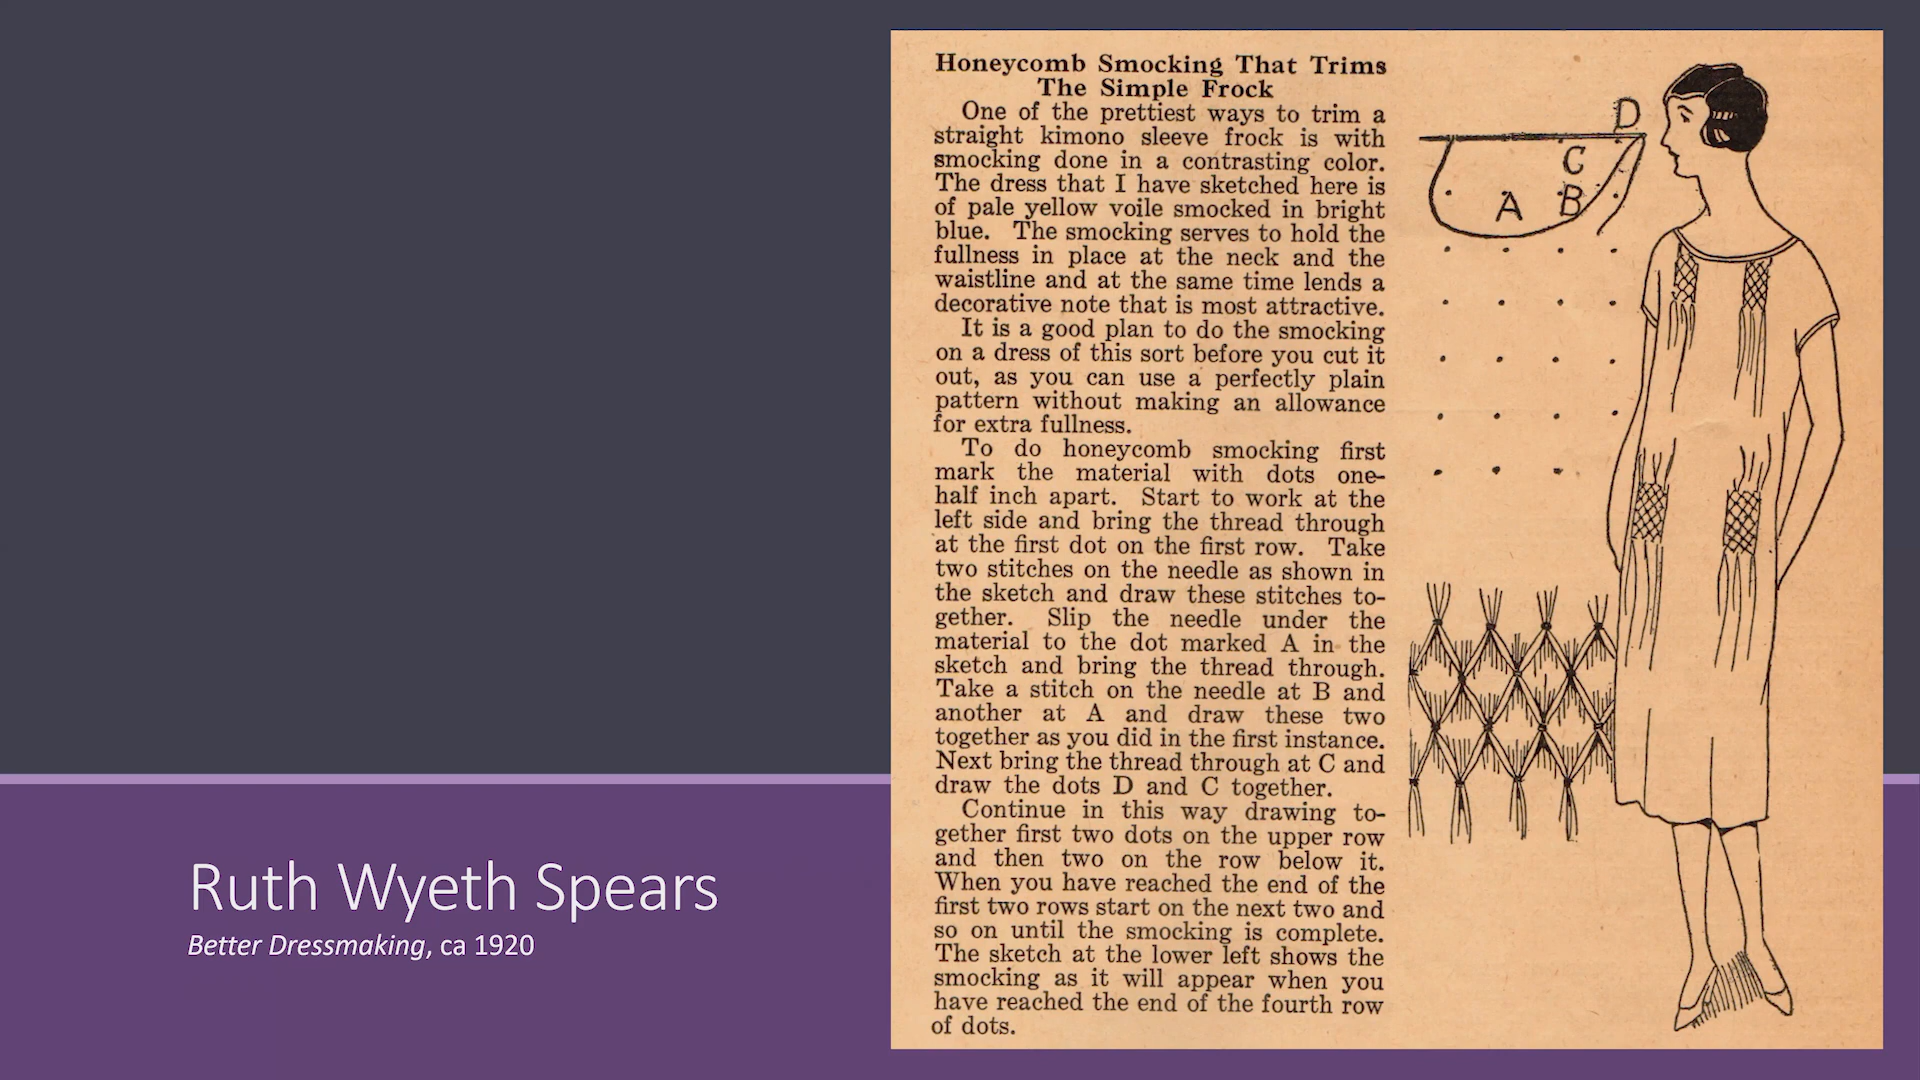 Honeycomb Smocking That Trims
The Simple Frock
One of the prettiest ways to trim a
straight kimono sleeve frock is with
smocking done in a contrasting color.
The dress that I have sketched here is
of pale yellow voile smocked in bright
blue. The smocking serves to hold the
fullness in place at the neck and the
waistline and at the same time lends a
decorative note that is most attractive.
It is a good plan to do the smocking
on a dress of this sort before you cut it
out, as you can use a perfectly plain
pattern without making an allowance
for extra fullness.
To do honeycomb smocking first
mark the material with dots one-
half inch apart. Start to work at the
left side and bring the thread through
at the first dot on the first row. Take
two stitches on the needle as shown in
the sketch and draw these stitches to-
gether. Slip the needle under the
material to the dot marked A in the
sketch and bring the thread through.
Take a stitch on the needle at B and
another at A and draw these two
together as you did in the first instance.
Next bring the thread through at C and
draw the dots D and C together.
Continue in this way drawing to-
gether first two dots on the upper row
and then two on the row below it.
When you have reached the end of the
first two rows start on the next two and
so on until the smocking is complete.
The sketch at the lower left shows the
smocking as it will appear when you
have reached the end of the fourth row
of dots.
D
C
A B
Ruth Wyeth Spears
Better Dressmaking, ca 1920